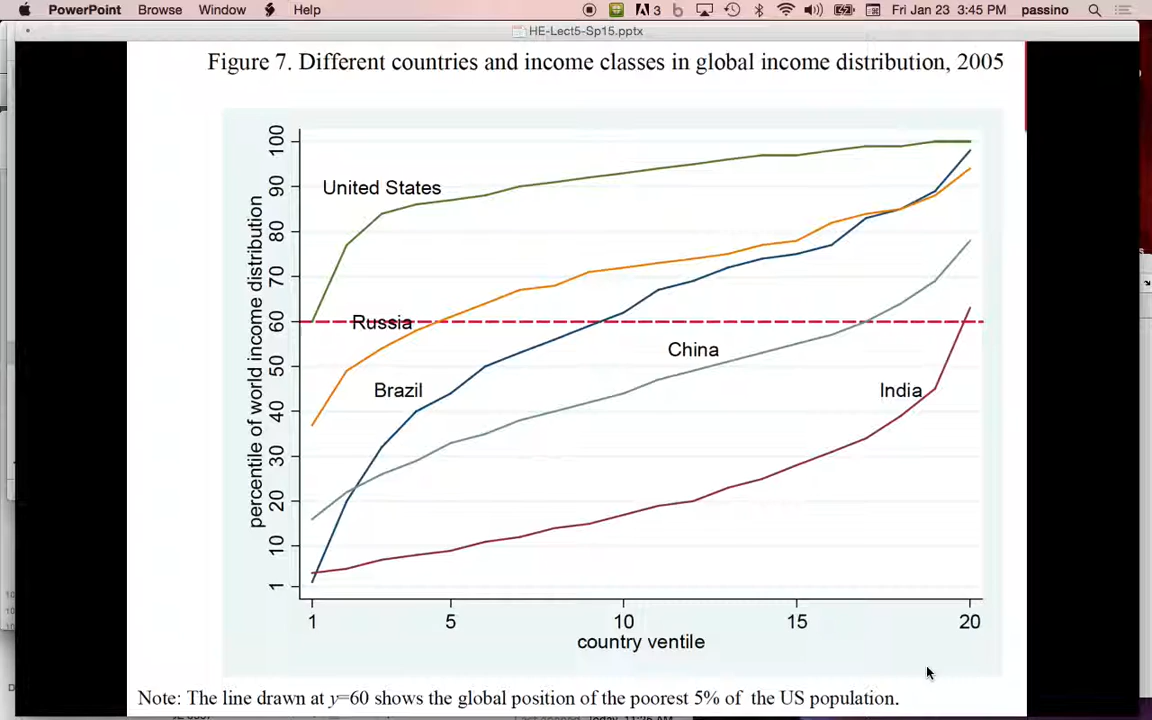 PowerPoint Browse Window Help 3 Fri Jan 23 3:45 PM passino
HE-Lect5-Sp15.pptx
Figure 7. Different countries and income classes in global income distribution, 2005
percentile of world income distribution
100
90
80
70
60
50
40
30
20
10
1
United States
Russia
Brazil
China
India
1 5 10 15 20
country ventile
Note: The line drawn at y=60 shows the global position of the poorest 5% of the US population.